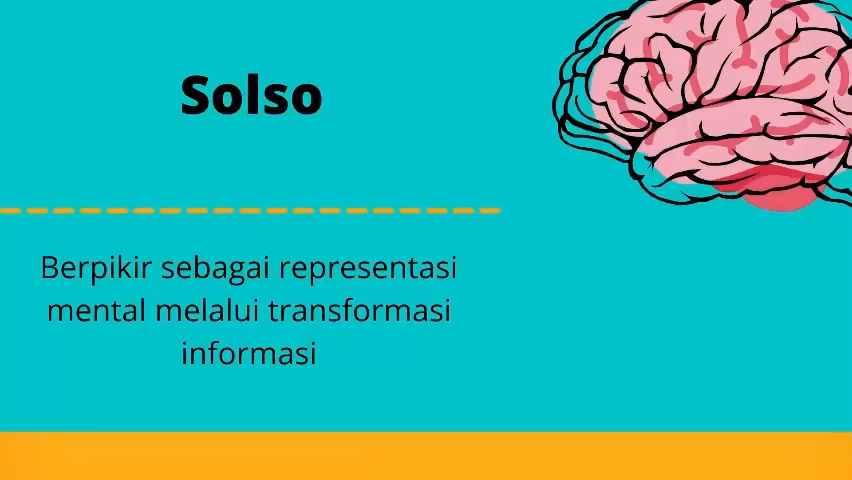 Solso
Berpikir sebagai representasi
mental melalui transformasi
informasi